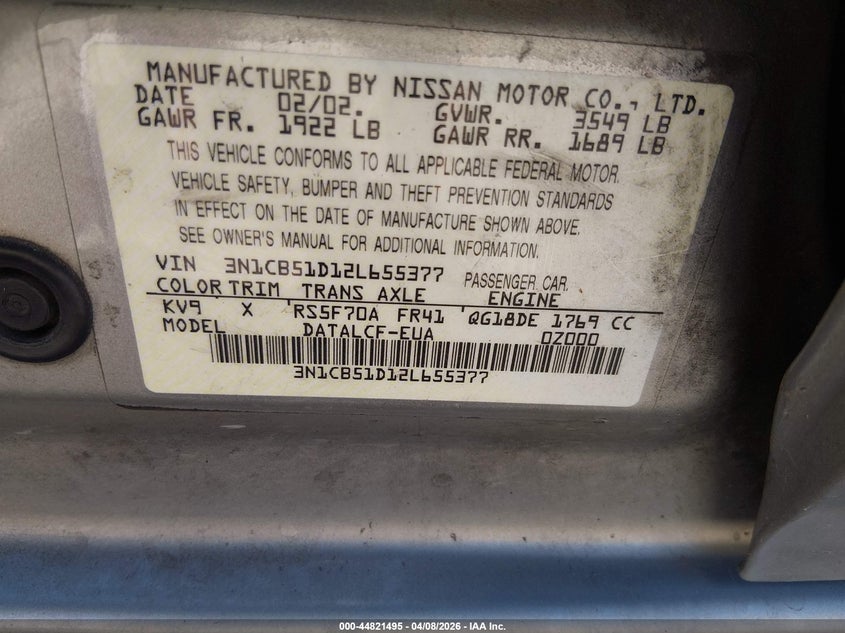 MANUFACTURED BY NISSAN MOTOR CO., LTD.
DATE 02/02. GVWR. 3549 LB
GAWR FR. 1922 LB GAWR RR. 1689 LB
THIS VEHICLE CONFORMS TO ALL APPLICABLE FEDERAL MOTOR
VEHICLE SAFETY, BUMPER AND THEFT PREVENTION STANDARDS
IN EFFECT ON THE DATE OF MANUFACTURE SHOWN ABOVE.
SEE OWNER'S MANUAL FOR ADDITIONAL INFORMATION.
VIN 3N1CB51D12L655377 PASSENGER CAR
COLOR TRIM TRANS AXLE ENGINE
KV9 X RS5F70A FR41 QG18DE 1769 CC
MODEL DATALCF-EUA 0Z000
3N1CB51D12L655377
000-44821495 - 04/08/2026 - IAA Inc.